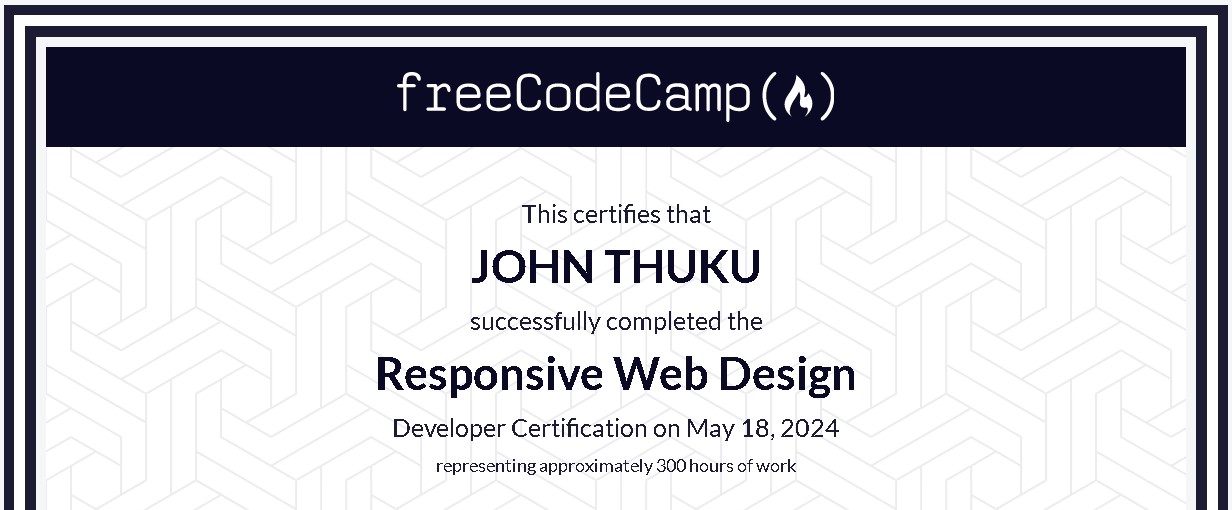 freeCodeCamp
This certifies that
JOHN THUKU
successfully completed the
Responsive Web Design
Developer Certification on May 18, 2024
representing approximately 300 hours of work